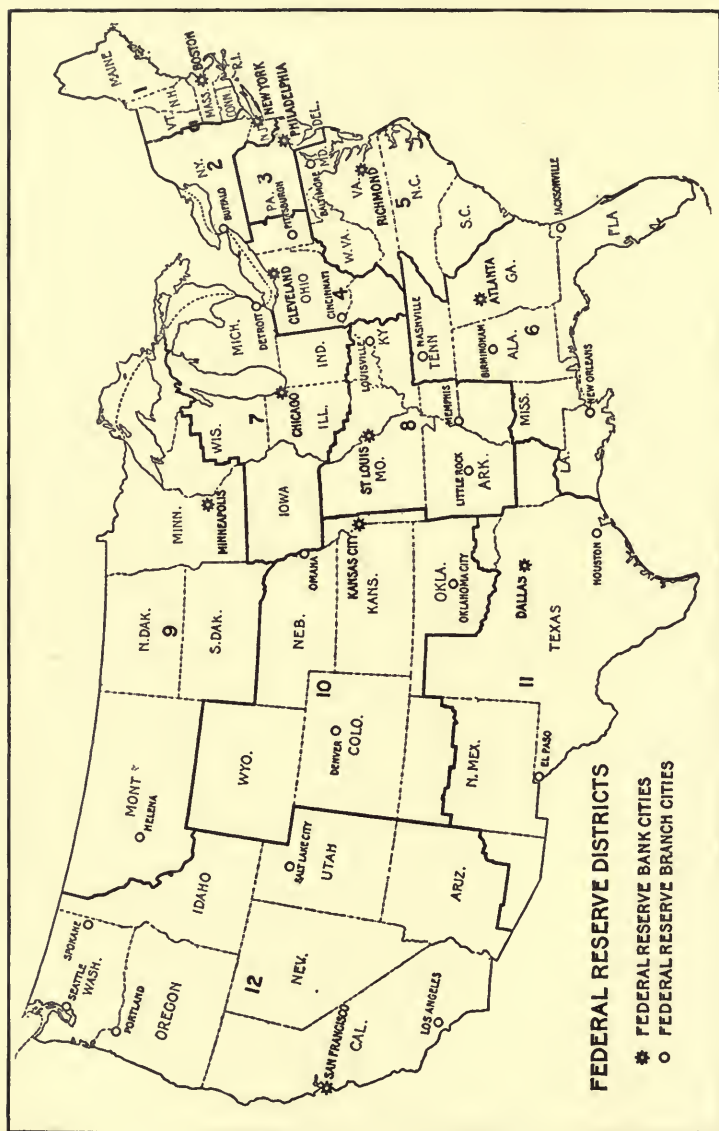 MAINE
1
VT.
N.H.
BOSTON
MASS.
CONN.
R.I.
N.Y.
2
BUFFALO
NEW YORK
N.J.
PHILADELPHIA
PA.
3
PITTSBURGH
DEL.
MD.
BALTIMORE
VA.
RICHMOND
W.VA.
5
N.C.
S.C.
CLEVELAND
OHIO
CINCINNATI
4
MICH.
DETROIT
IND.
WIS.
7
CHICAGO
ILL.
IOWA
LOUISVILLE
KY
NASHVILLE
TENN
MEMPHIS
ST LOUIS
MO.
8
LITTLE ROCK
ARK.
ATLANTA
GA.
BIRMINGHAM
ALA.
6
MISS.
LA.
NEW ORLEANS
JACKSONVILLE
FLA
MINN.
MINNEAPOLIS
N.DAK.
9
S.DAK.
MONT
HELENA
NEB.
OMAHA
KANSAS CITY
KANS.
10
WYO.
DENVER
COLO.
OKLA.
OKLAHOMA CITY
DALLAS
TEXAS
11
HOUSTON
EL PASO
N.MEX.
ARIZ.
SALT LAKE CITY
UTAH
IDAHO
SPOKANE
SEATTLE
WASH.
PORTLAND
OREGON
12
NEV.
SAN FRANCISCO
CAL.
LOS ANGELES
FEDERAL RESERVE DISTRICTS
FEDERAL RESERVE BANK CITIES
FEDERAL RESERVE BRANCH CITIES